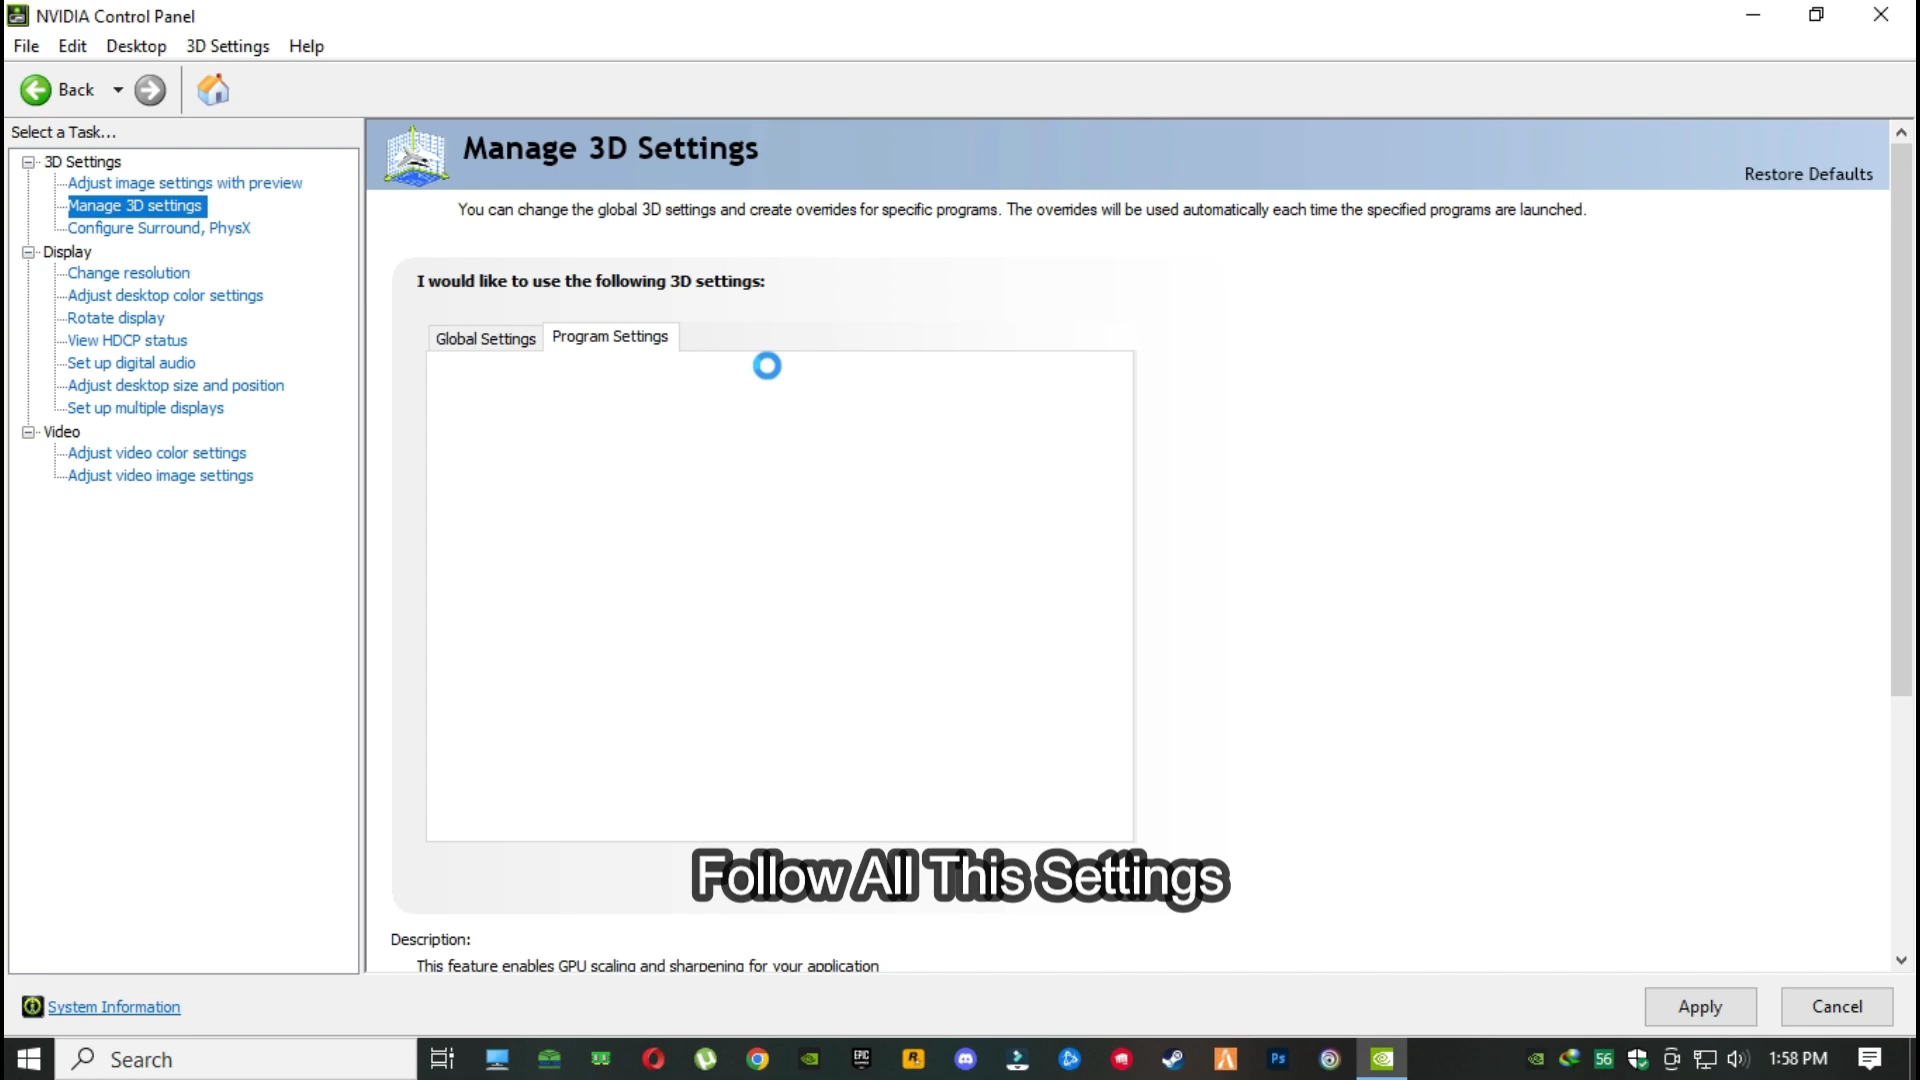 NVIDIA Control Panel
File Edit Desktop 3D Settings Help
Back
Select a Task...
3D Settings
Adjust image settings with preview
Manage 3D settings
Configure Surround, PhysX
Display
Change resolution
Adjust desktop color settings
Rotate display
View HDCP status
Set up digital audio
Adjust desktop size and position
Set up multiple displays
Video
Adjust video color settings
Adjust video image settings
Manage 3D Settings
Restore Defaults
You can change the global 3D settings and create overrides for specific programs. The overrides will be used automatically each time the specified programs are launched.
I would like to use the following 3D settings:
Global Settings Program Settings
Follow All This Settings
Description:
This feature enables GPU scaling and sharpening for your application
System Information
Apply Cancel
Search
EPIC
R
Ps
56
1:58 PM